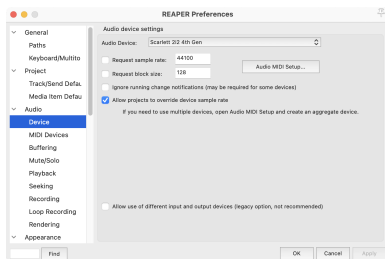 REAPER Preferences
General
Paths
Keyboard/Multito
Project
Track/Send Defau
Media Item Defau
Audio
Device
MIDI Devices
Buffering
Mute/Solo
Playback
Seeking
Recording
Loop Recording
Rendering
Appearance
Find
Audio device settings
Audio Device: Scarlett 2i2 4th Gen
Request sample rate: 44100
Request block size: 128
Audio MIDI Setup...
Ignore running change notifications (may be required for some devices)
Allow projects to override device sample rate
If you need to use multiple devices, open Audio MIDI Setup and create an aggregate device.
Allow use of different input and output devices (legacy option, not recommended)
OK Cancel Apply